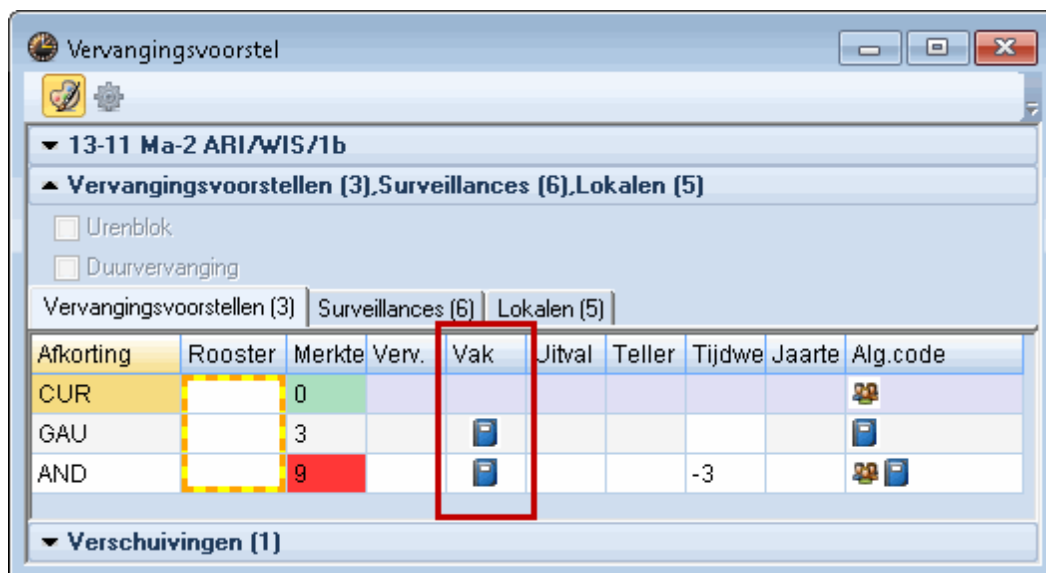 Vervangingsvoorstel
13-11 Ma-2 ARI/WIS/1b
Vervangingsvoorstellen (3),Surveillances (6),Lokalen (5)
Urenblok
Duurvervanging
Vervangingsvoorstellen (3) Surveillances (6) Lokalen (5)
Afkorting Rooster Merkte Verv. Vak Uitval Teller Tijdwe Jaarte Alg.code
CUR 0
GAU 3
AND 9 -3
Verschuivingen (1)